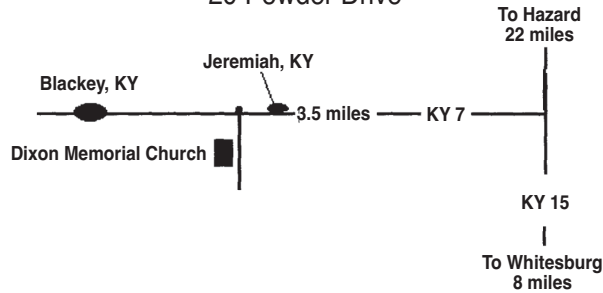 20 Powder Drive
To Hazard
22 miles
Jeremiah, KY
Blackey, KY
3.5 miles
KY 7
Dixon Memorial Church
KY 15
To Whitesburg
8 miles